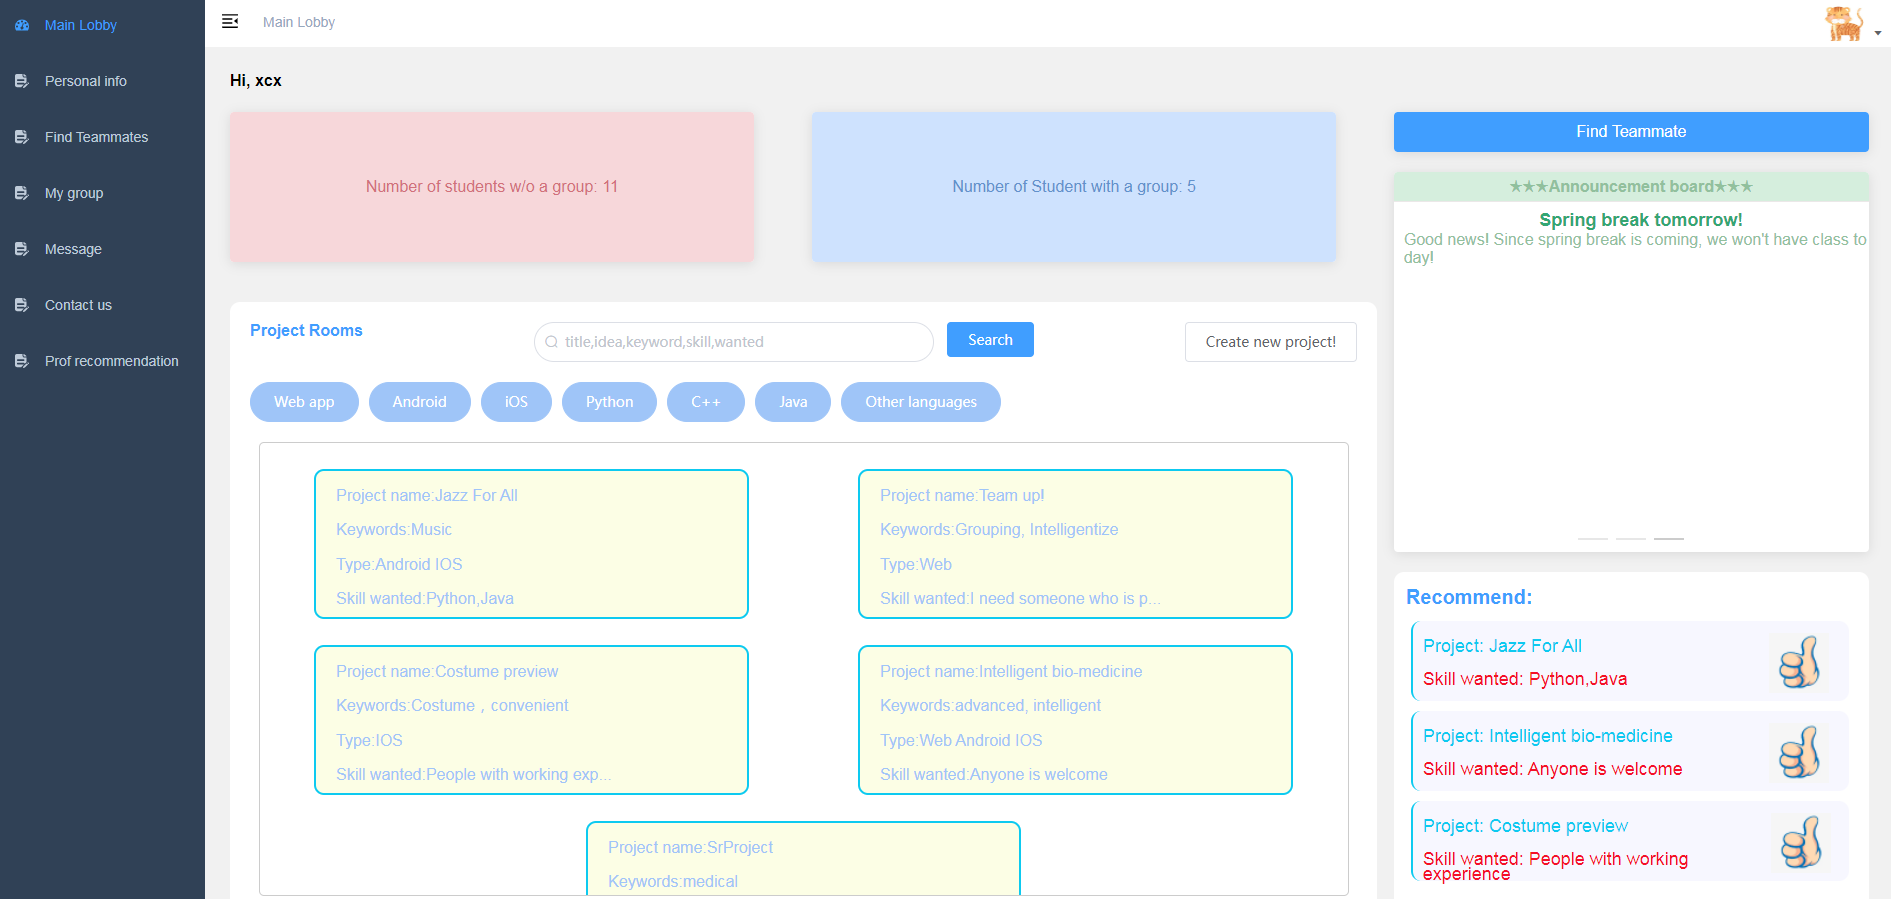 Main Lobby
Personal info
Find Teammates
My group
Message
Contact us
Prof recommendation
Main Lobby
Hi, xcx
Number of students w/o a group: 11
Number of Student with a group: 5
Find Teammate
★★★Announcement board★★★
Spring break tomorrow!
Good news! Since spring break is coming, we won't have class to
day!
Project Rooms
title,idea,keyword,skill,wanted
Search
Create new project!
Web app
Android
iOS
Python
C++
Java
Other languages
Project name:Jazz For All
Keywords:Music
Type:Android IOS
Skill wanted:Python,Java
Project name:Team up!
Keywords:Grouping, Intelligentize
Type:Web
Skill wanted:I need someone who is p...
Project name:Costume preview
Keywords:Costume，convenient
Type:IOS
Skill wanted:People with working exp...
Project name:Intelligent bio-medicine
Keywords:advanced, intelligent
Type:Web Android IOS
Skill wanted:Anyone is welcome
Project name:SrProject
Keywords:medical
Recommend:
Project: Jazz For All
Skill wanted: Python,Java
Project: Intelligent bio-medicine
Skill wanted: Anyone is welcome
Project: Costume preview
Skill wanted: People with working
experience